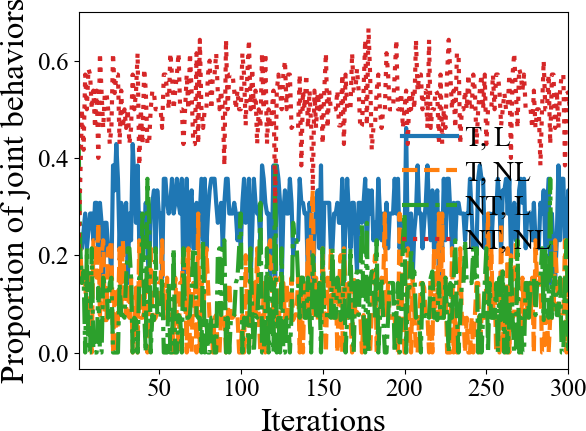 Proportion of joint behaviors
0.6
0.4
0.2
0.0
T, L
T, NL
NT, L
NT, NL
50
100
150
200
250
300
Iterations